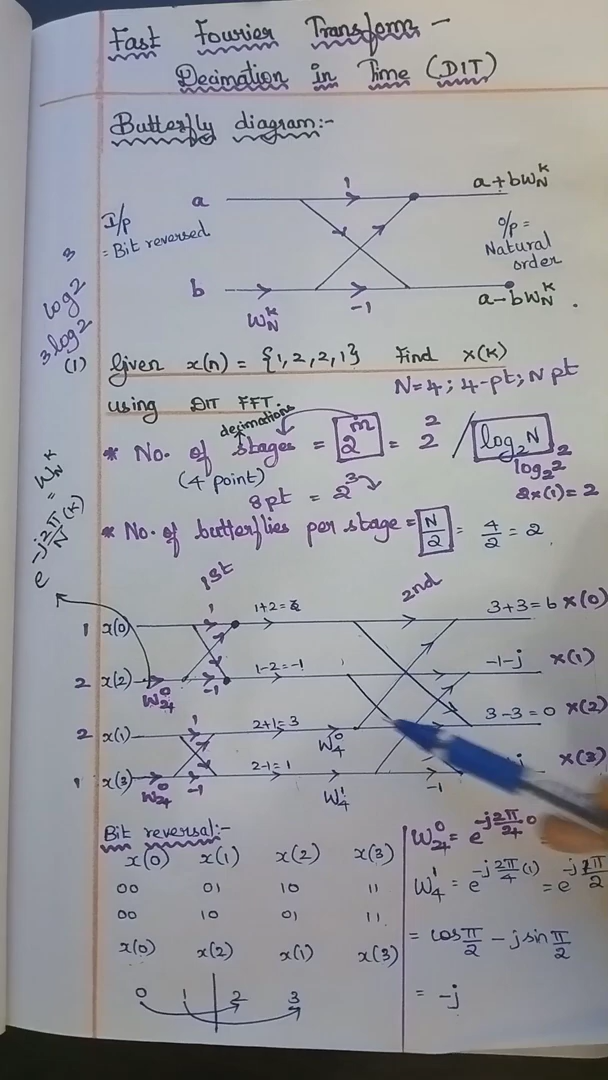 Fast Fourier Transform -
Decimation in Time (DIT)
Butterfly diagram:-
a 1 a+bW_N^k
I/p
= Bit reversed
o/p =
Natural
order
b W_N^k -1 a-bW_N^k .
3
log2
3log2
(1) Given x(n) = {1,2,2,1} Find X(k)
using DIT FFT.
N=4; 4-pt; N pt
decimations
* No. of stages = 2^m = 2^2 / log_2 N
(4 point)
8pt = 2^3
log_2 2^2
2x(1)=2
* No. of butterflies per stage = N/2 = 4/2 = 2
e^{-j2π/N (k)} = W_N^k
1st 2nd
1 x(0) 1 1+2=3 3+3=6 X(0)
2 x(2) W_2^0 -1 1-2=-1 -1-j X(1)
2 x(1) 1 2+1=3 W_4^0 3-3=0 X(2)
1 x(3) W_2^0 -1 2-1=1 W_4^1 -1 j X(3)
Bit reversal:-
x(0) x(1) x(2) x(3)
00 01 10 11
00 10 01 11
x(0) x(2) x(1) x(3)
0 1 2 3
W_4^0 = e^{-j2π/4 0} =
W_4^1 = e^{-j2π/4 (1)} = e^{-jπ/2}
= cos π/2 - j sin π/2
= -j